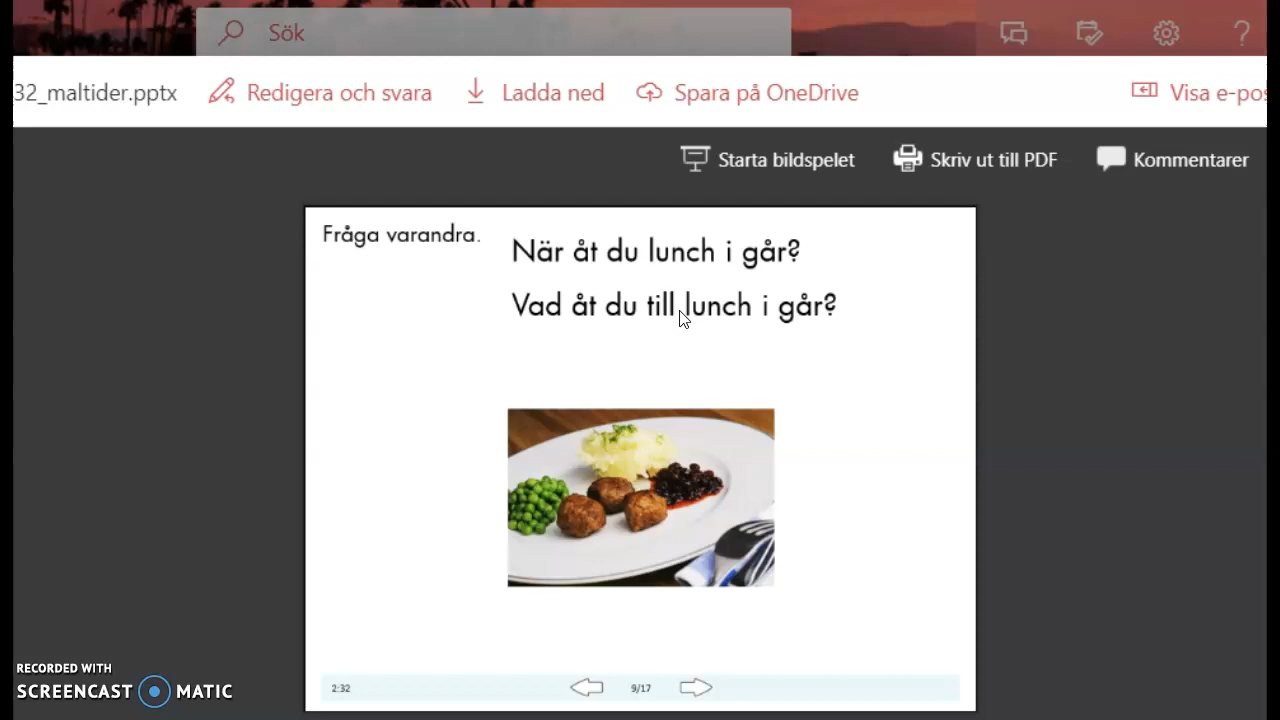 Sök
32_maltider.pptx Redigera och svara Ladda ned Spara på OneDrive Visa e-pos
Starta bildspelet Skriv ut till PDF Kommentarer
Fråga varandra.
När åt du lunch i går?
Vad åt du till lunch i går?
2:32 9/17
RECORDED WITH
SCREENCAST MATIC